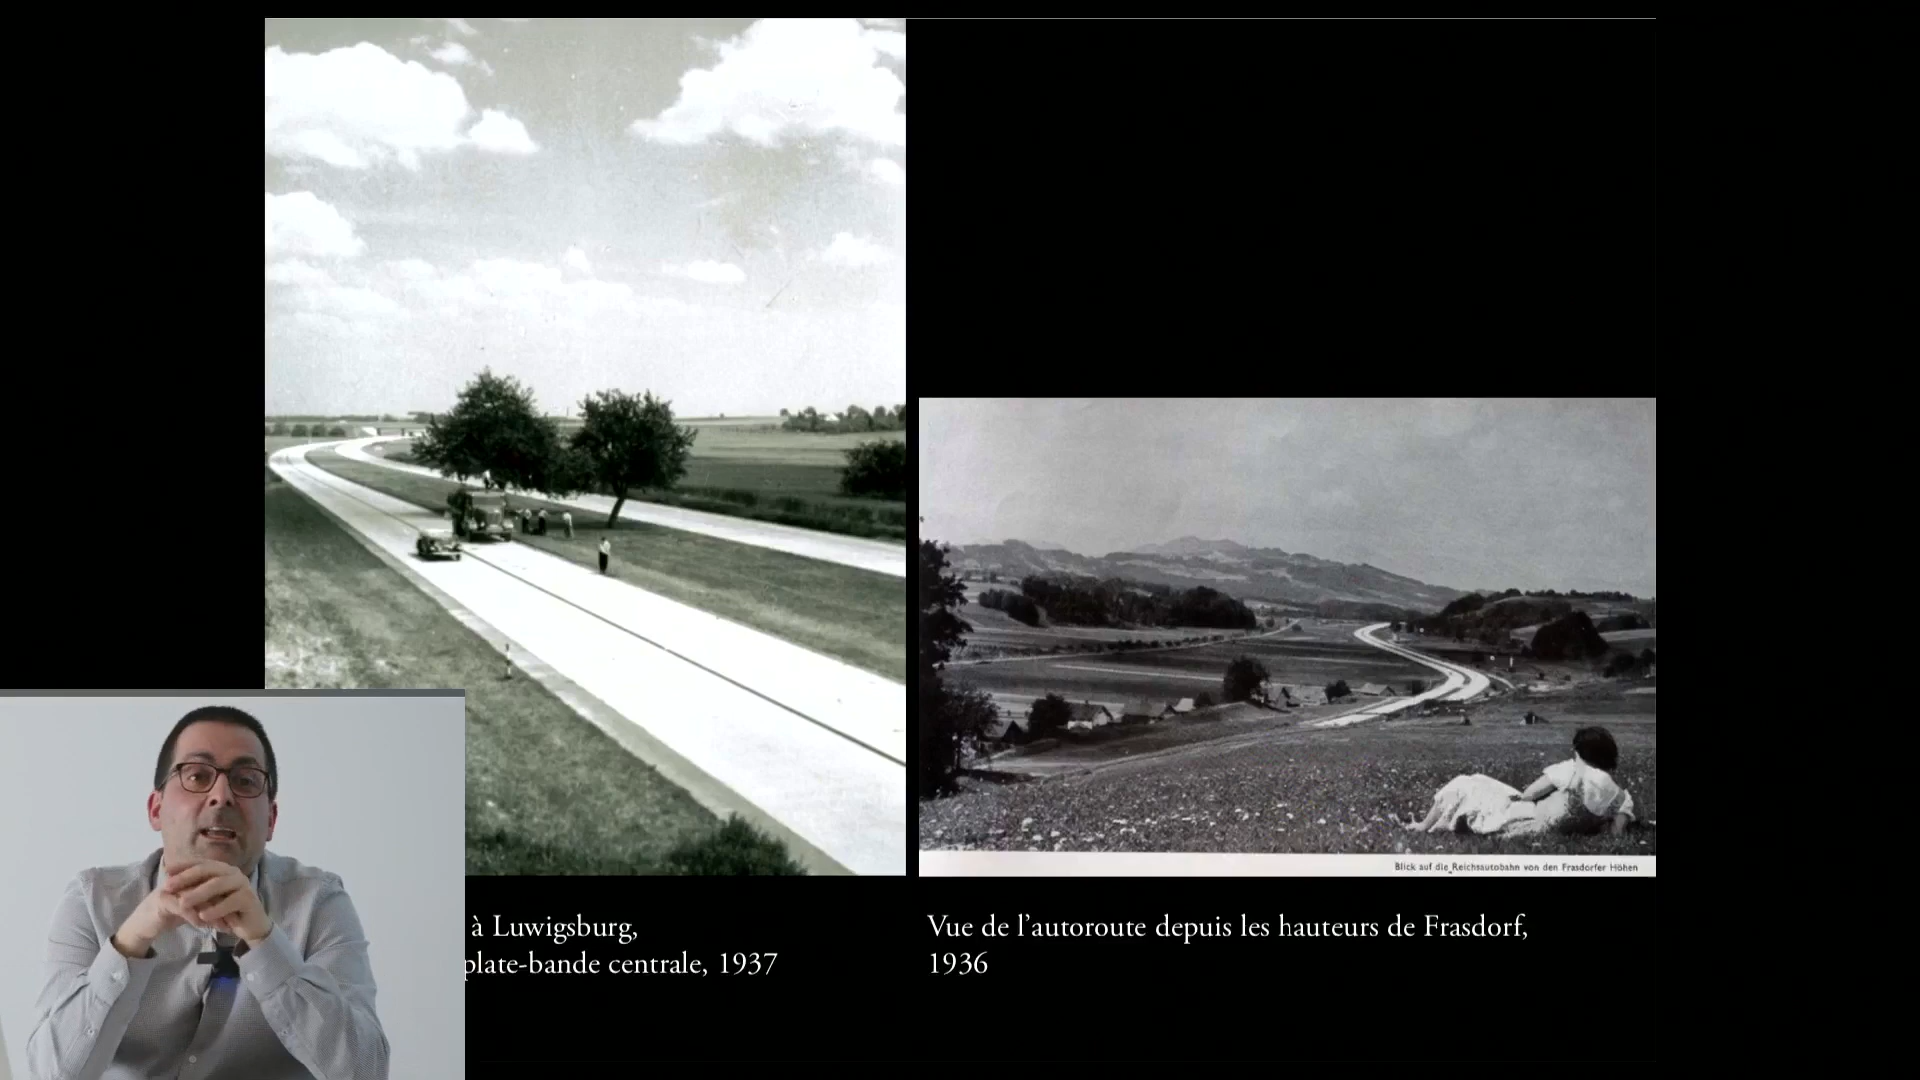 Blick auf die Reichsautobahn von den Frasdorfer Höhen
à Luwigsburg,
plate-bande centrale, 1937
Vue de l'autoroute depuis les hauteurs de Frasdorf,
1936